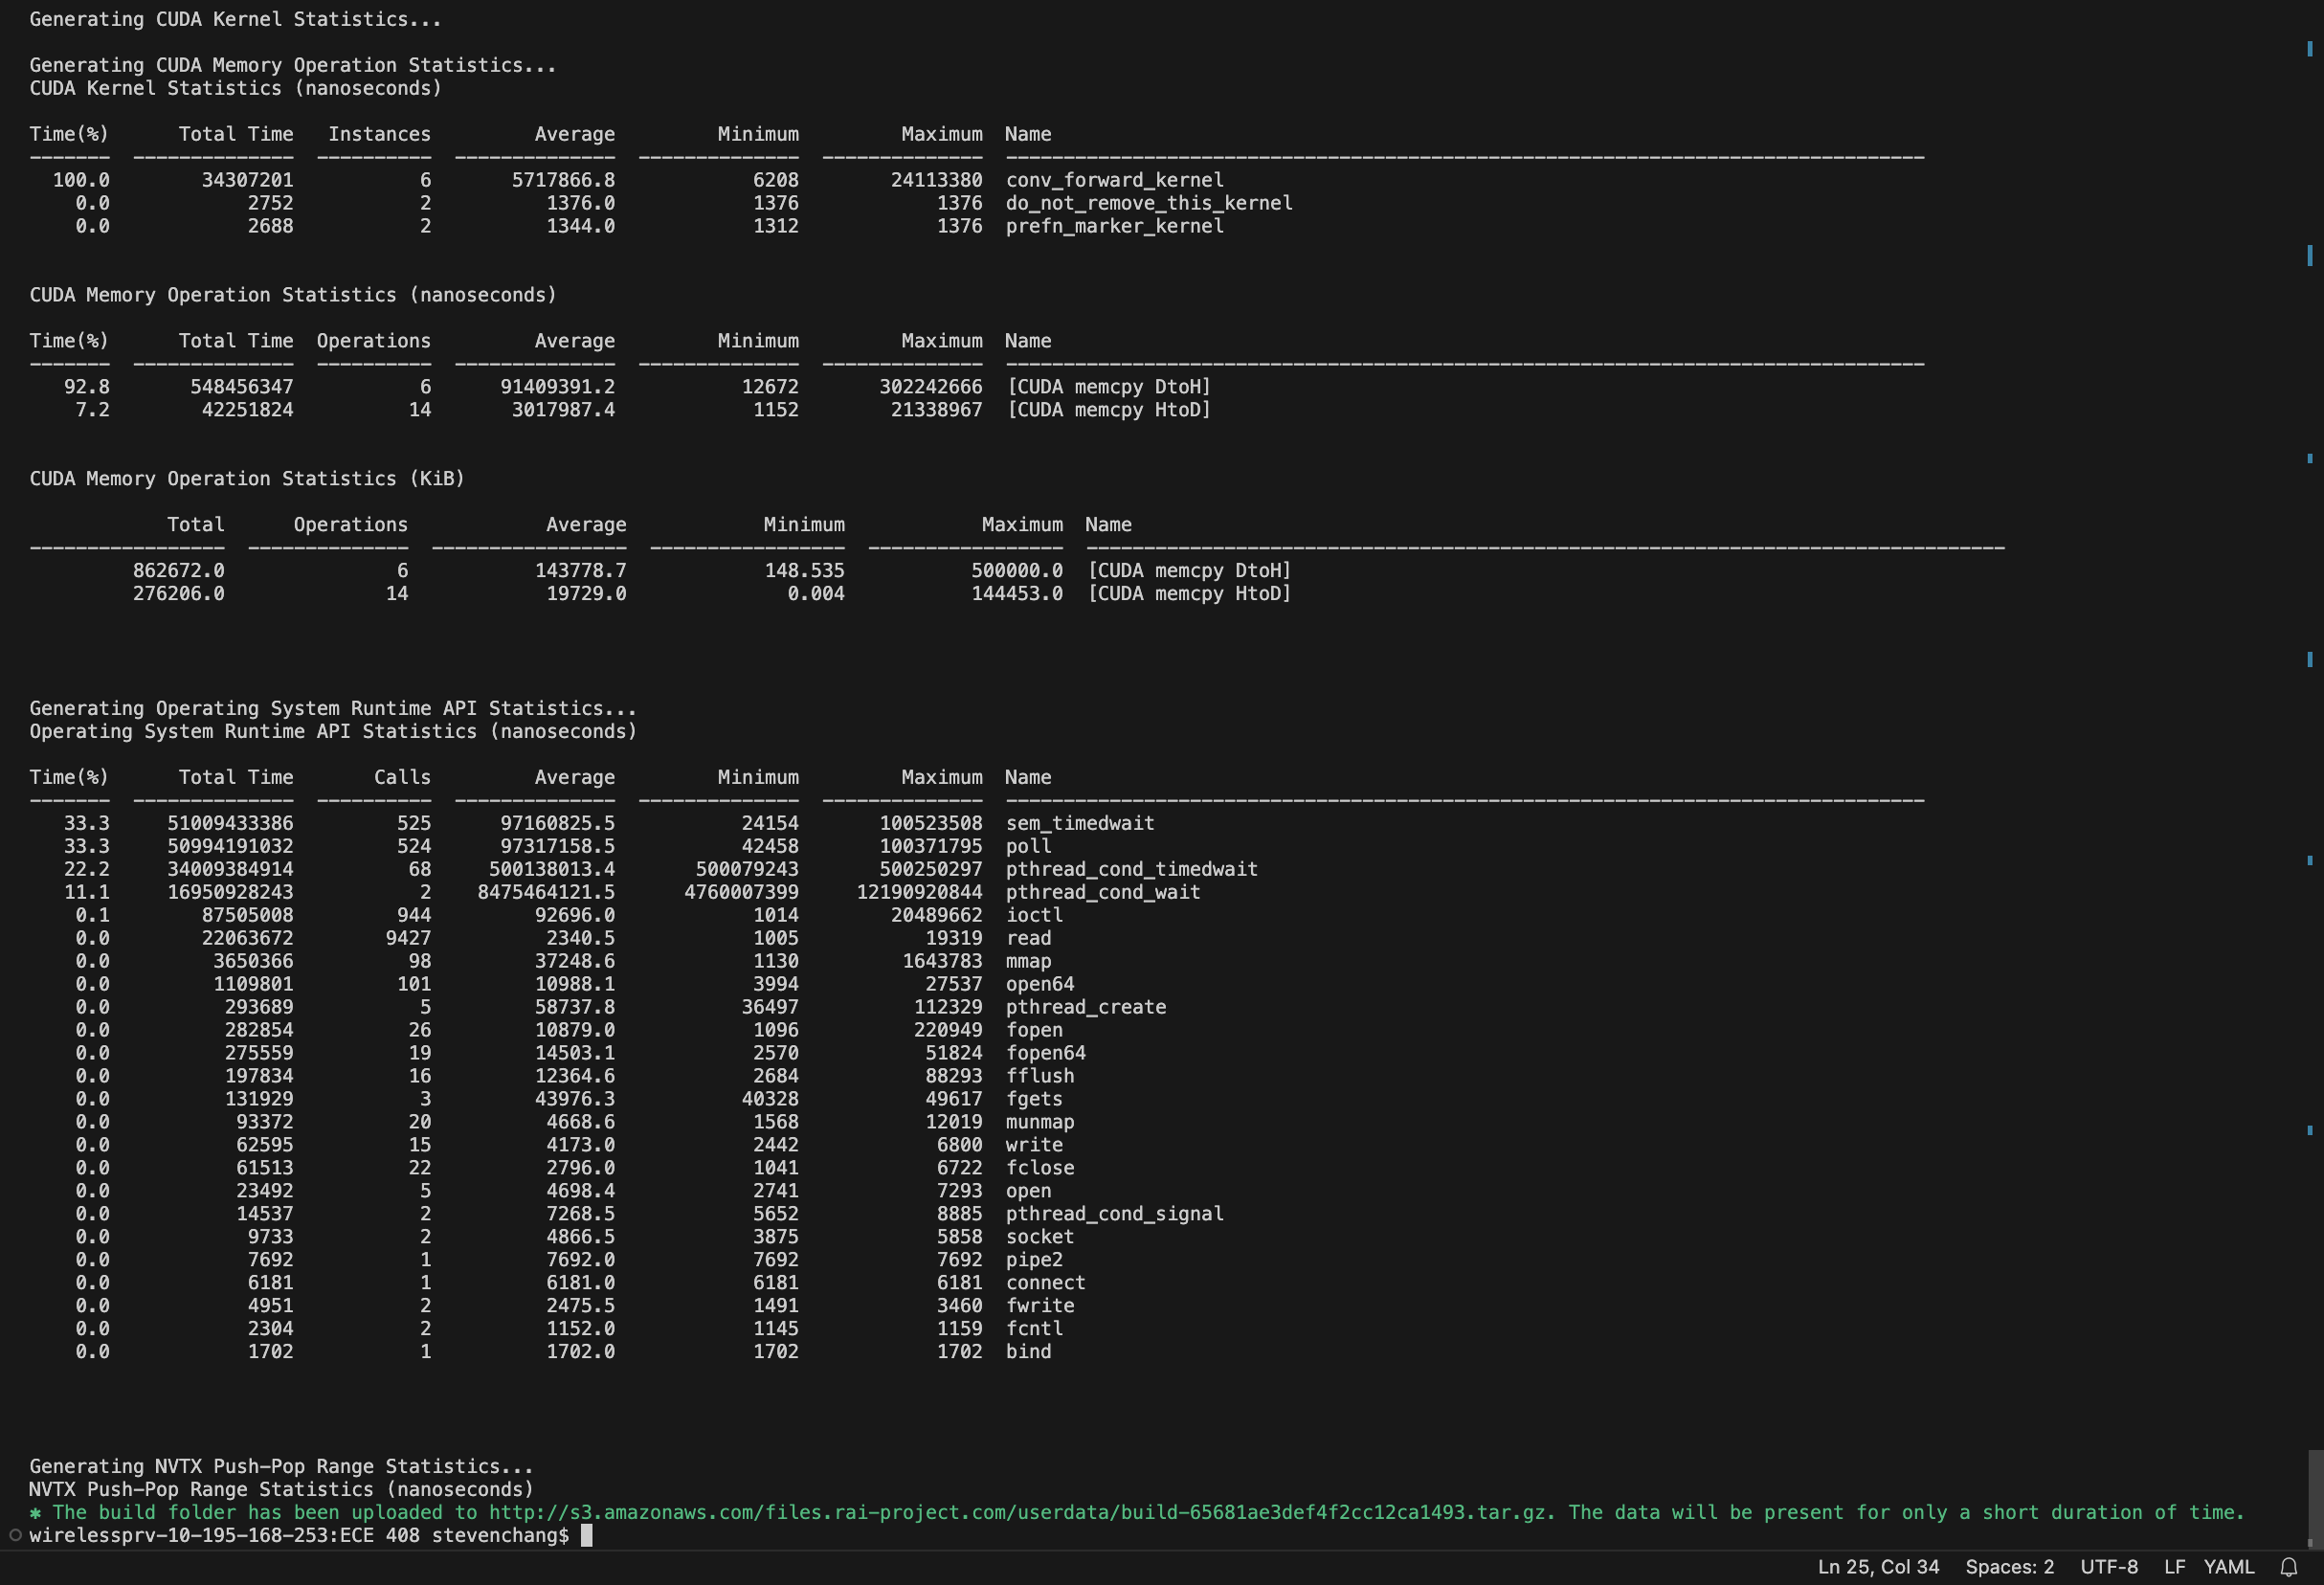 Generating CUDA Kernel Statistics...
Generating CUDA Memory Operation Statistics...
CUDA Kernel Statistics (nanoseconds)
Time(%) Total Time Instances Average Minimum Maximum Name
------- -------------- ---------- -------------- -------------- -------------- --------------------------------------------------------------------------------
100.0 34307201 6 5717866.8 6208 24113380 conv_forward_kernel
0.0 2752 2 1376.0 1376 1376 do_not_remove_this_kernel
0.0 2688 2 1344.0 1312 1376 prefn_marker_kernel
CUDA Memory Operation Statistics (nanoseconds)
Time(%) Total Time Operations Average Minimum Maximum Name
------- -------------- ---------- -------------- -------------- -------------- --------------------------------------------------------------------------------
92.8 548456347 6 91409391.2 12672 302242666 [CUDA memcpy DtoH]
7.2 42251824 14 3017987.4 1152 21338967 [CUDA memcpy HtoD]
CUDA Memory Operation Statistics (KiB)
Total Operations Average Minimum Maximum Name
----------------- -------------- ----------------- ----------------- ----------------- --------------------------------------------------------------------------------
862672.0 6 143778.7 148.535 500000.0 [CUDA memcpy DtoH]
276206.0 14 19729.0 0.004 144453.0 [CUDA memcpy HtoD]
Generating Operating System Runtime API Statistics...
Operating System Runtime API Statistics (nanoseconds)
Time(%) Total Time Calls Average Minimum Maximum Name
------- -------------- ---------- -------------- -------------- -------------- --------------------------------------------------------------------------------
33.3 51009433386 525 97160825.5 24154 100523508 sem_timedwait
33.3 50994191032 524 97317158.5 42458 100371795 poll
22.2 34009384914 68 500138013.4 500079243 500250297 pthread_cond_timedwait
11.1 16950928243 2 8475464121.5 4760007399 12190920844 pthread_cond_wait
0.1 87505008 944 92696.0 1014 20489662 ioctl
0.0 22063672 9427 2340.5 1005 19319 read
0.0 3650366 98 37248.6 1130 1643783 mmap
0.0 1109801 101 10988.1 3994 27537 open64
0.0 293689 5 58737.8 36497 112329 pthread_create
0.0 282854 26 10879.0 1096 220949 fopen
0.0 275559 19 14503.1 2570 51824 fopen64
0.0 197834 16 12364.6 2684 88293 fflush
0.0 131929 3 43976.3 40328 49617 fgets
0.0 93372 20 4668.6 1568 12019 munmap
0.0 62595 15 4173.0 2442 6800 write
0.0 61513 22 2796.0 1041 6722 fclose
0.0 23492 5 4698.4 2741 7293 open
0.0 14537 2 7268.5 5652 8885 pthread_cond_signal
0.0 9733 2 4866.5 3875 5858 socket
0.0 7692 1 7692.0 7692 7692 pipe2
0.0 6181 1 6181.0 6181 6181 connect
0.0 4951 2 2475.5 1491 3460 fwrite
0.0 2304 2 1152.0 1145 1159 fcntl
0.0 1702 1 1702.0 1702 1702 bind
Generating NVTX Push-Pop Range Statistics...
NVTX Push-Pop Range Statistics (nanoseconds)
✱ The build folder has been uploaded to http://s3.amazonaws.com/files.rai-project.com/userdata/build-65681ae3def4f2cc12ca1493.tar.gz. The data will be present for only a short duration of time.
wirelessprv-10-195-168-253:ECE 408 stevenchang$
Ln 25, Col 34 Spaces: 2 UTF-8 LF YAML